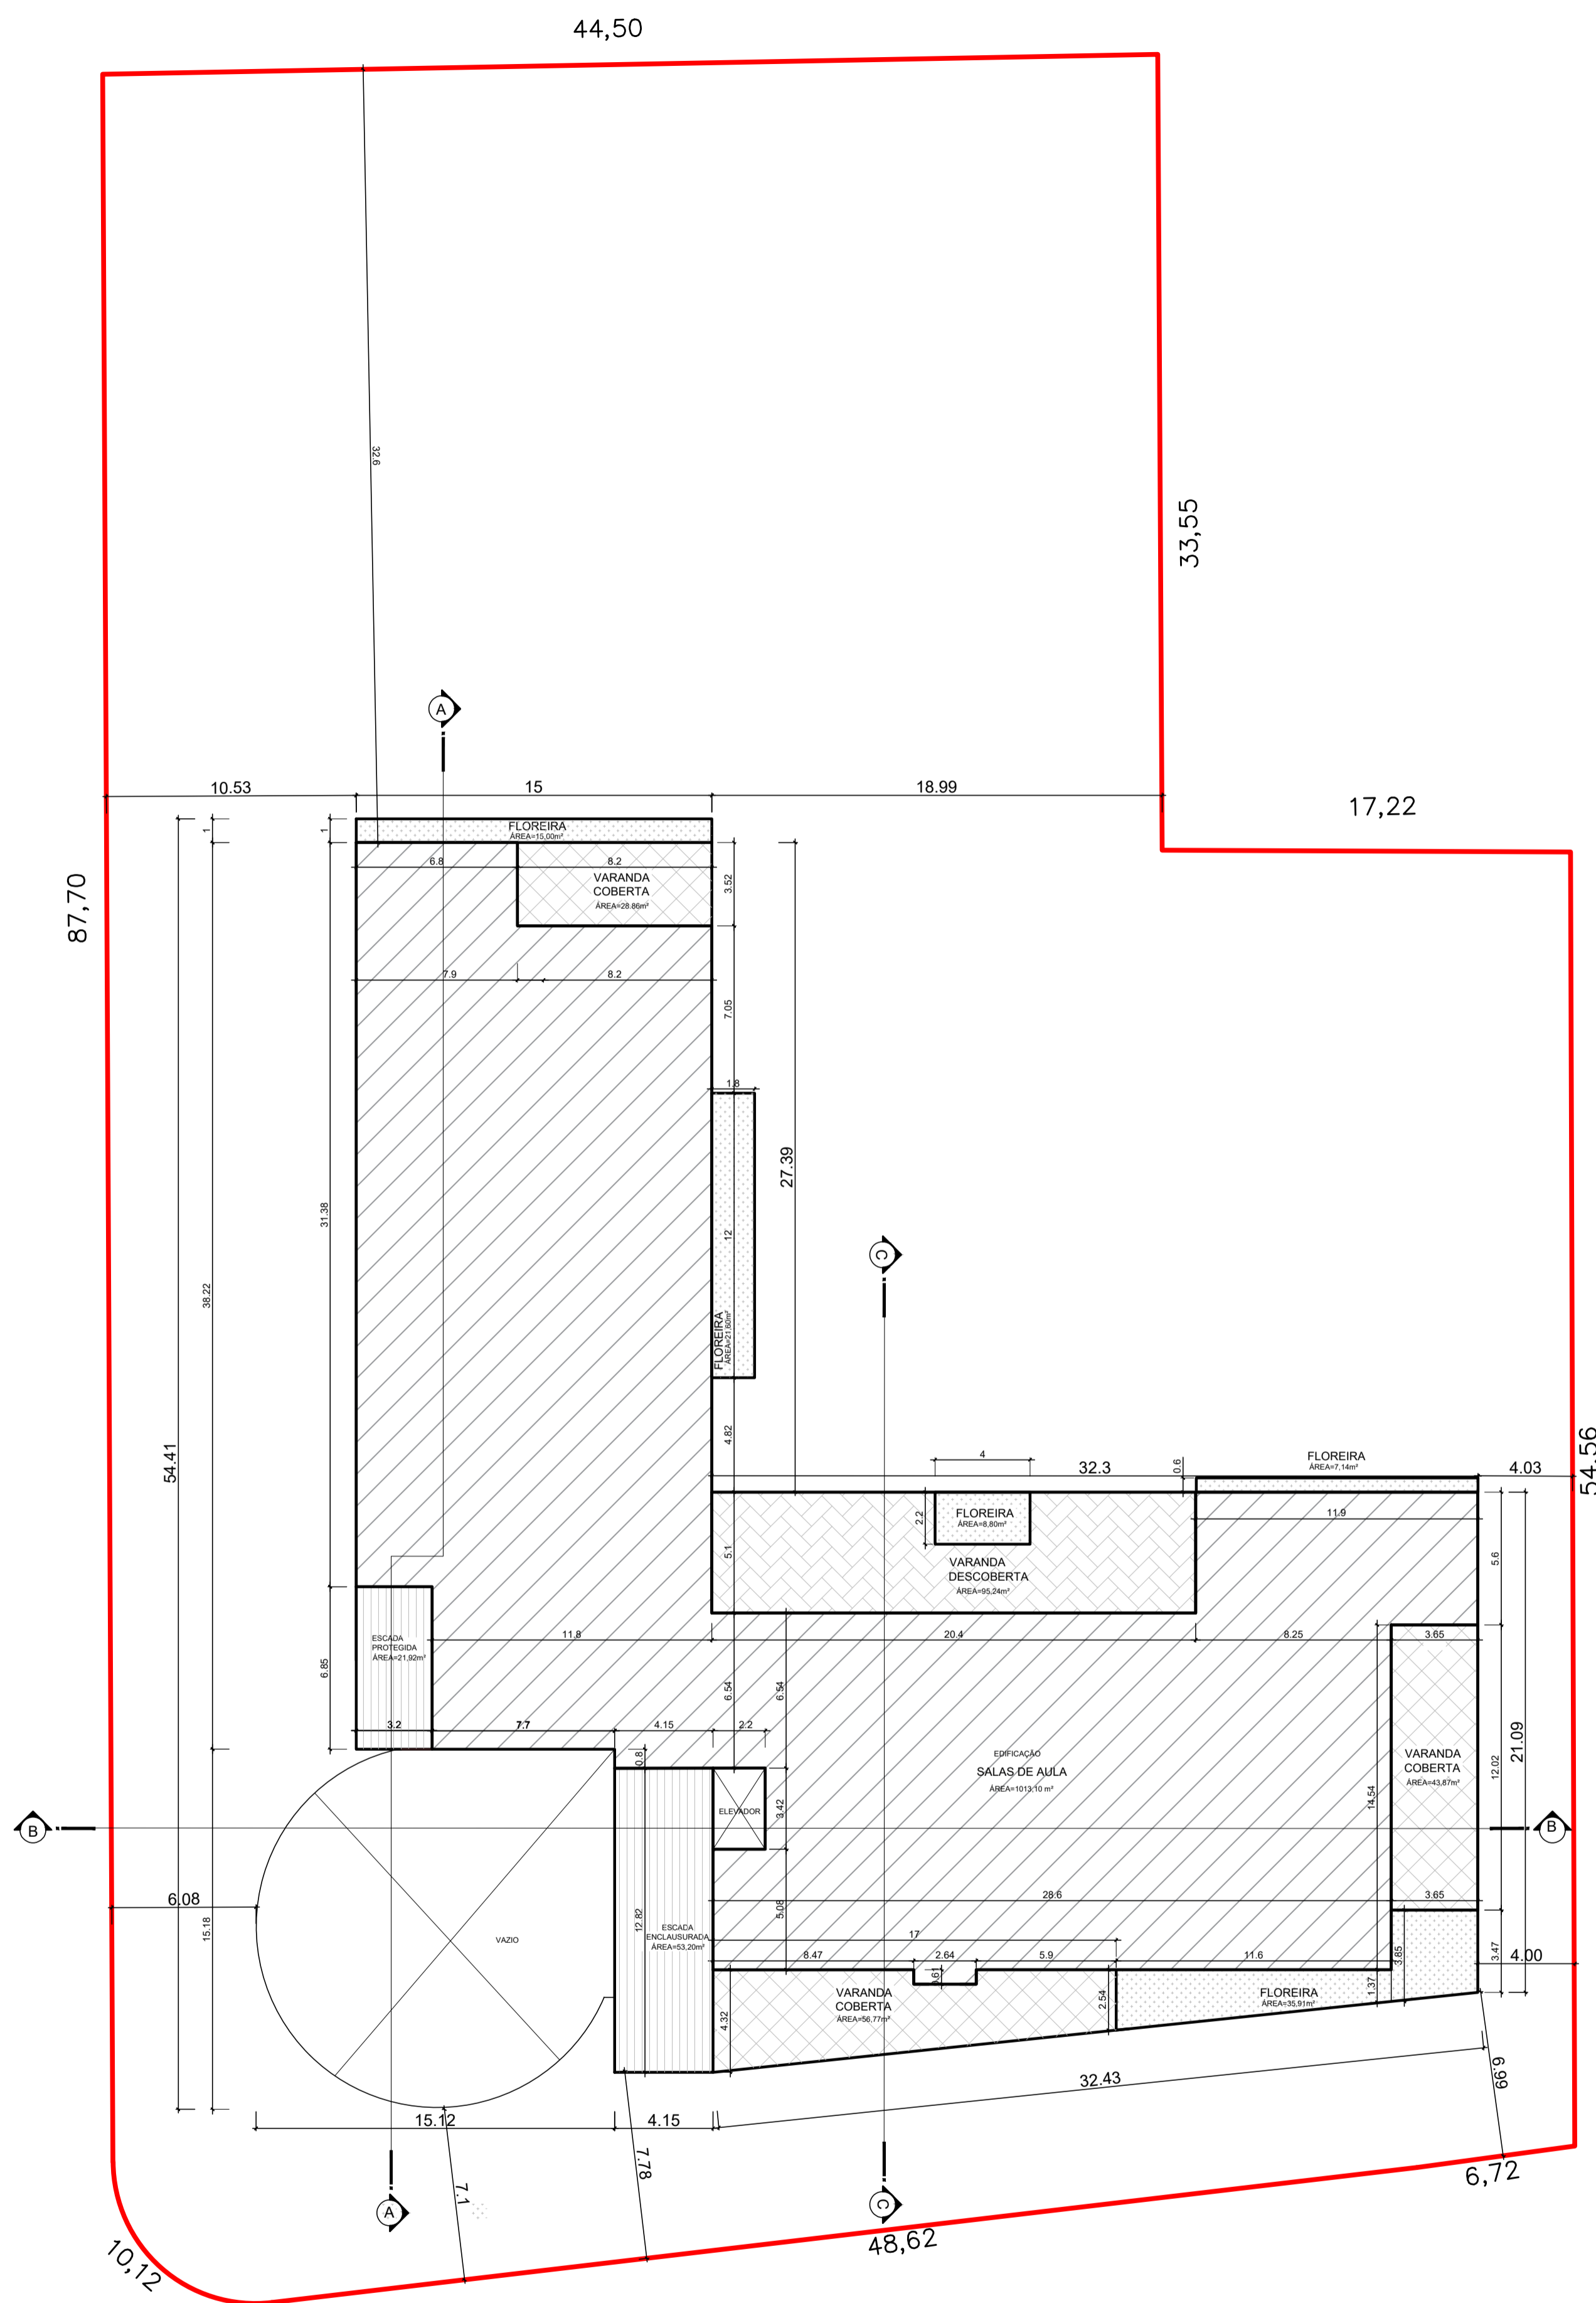 44,50
32.6
33,55
A
10.53
15
18.99
17,22
1
1
FLOREIRA
ÁREA=15,00m²
6.8
8.2
VARANDA
COBERTA
ÁREA=28.86m²
3.52
87,70
7.9
8.2
7.05
1.8
27.39
31.38
12
38.22
C
FLOREIRA
ÁREA=21,60m²
54.41
4.82
4
32.3
0.6
FLOREIRA
ÁREA=7,14m²
4.03
54,56
2.2
FLOREIRA
ÁREA=8,80m²
11.9
5.1
5.6
VARANDA
DESCOBERTA
ÁREA=95,24m²
ESCADA
PROTEGIDA
ÁREA=21,92m²
11.8
20.4
8.25
3.65
6.85
6.54
6.54
3.2
7.7
4.15
2.2
0.8
EDIFICAÇÃO
SALAS DE AULA
ÁREA=1013,10 m²
VARANDA
COBERTA
ÁREA=43,87m²
12.02
21.09
14.54
ELEVADOR
3.42
B
B
6.08
28.6
3.65
15.18
12.82
5.08
ESCADA
ENCLAUSURADA
ÁREA=53,20m²
VAZIO
17
8.47
2.64
5.9
11.6
3.85
3.47
4.00
0.61
1.37
VARANDA
COBERTA
ÁREA=56,77m²
2.54
FLOREIRA
ÁREA=35,91m²
4.32
32.43
6.99
15.12
4.15
7.78
6,72
7.1
A
C
48,62
10,12